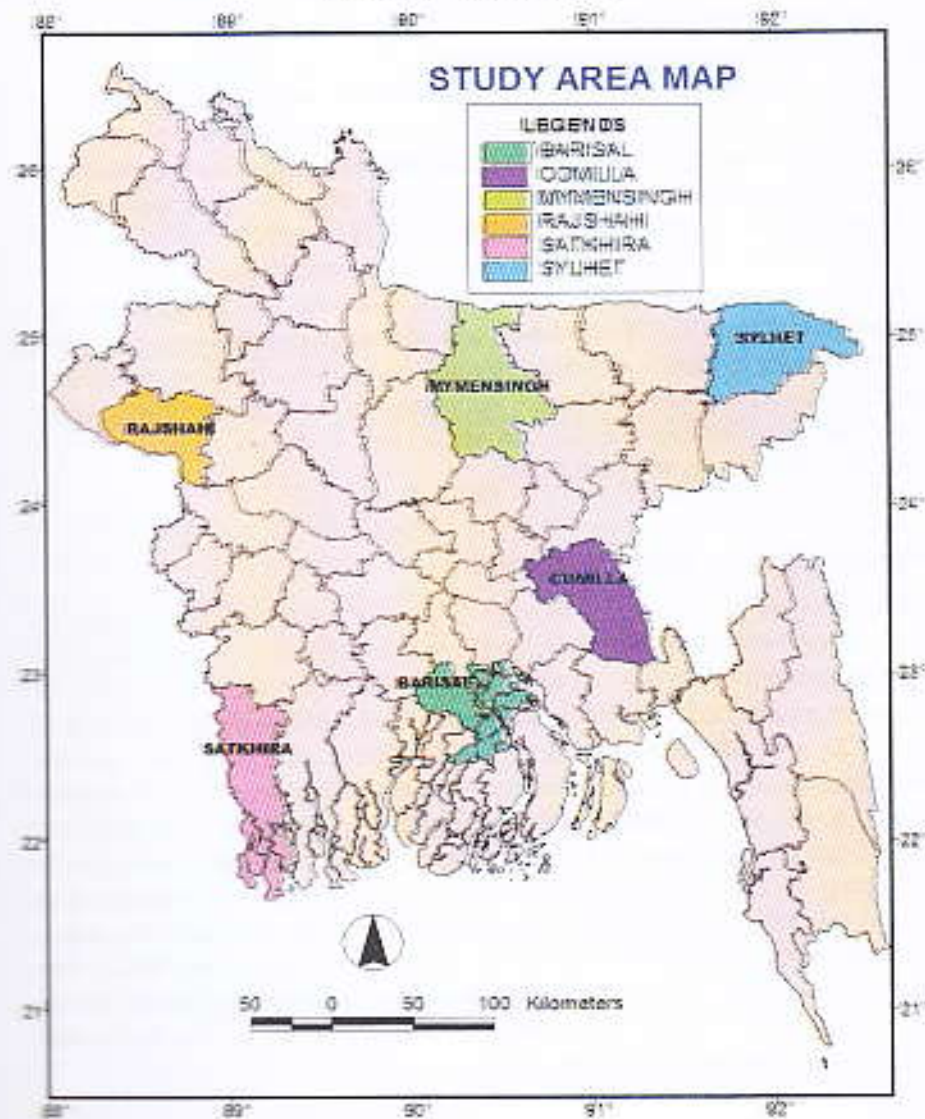 88° 89° 90° 91° 92°
STUDY AREA MAP
LEGENDS
BARISAL
COMILLA
MYMENSINGH
RAJSHAHI
SATKHIRA
SYLHET
26° 26°
25° 25°
SYLHET
MYMENSINGH
RAJSHAHI
24°
COMILLA
23° 23°
BARISAL
SATKHIRA
22° 22°
50 0 50 100 Kilometers
21° 21°
88° 89° 90° 91° 92°